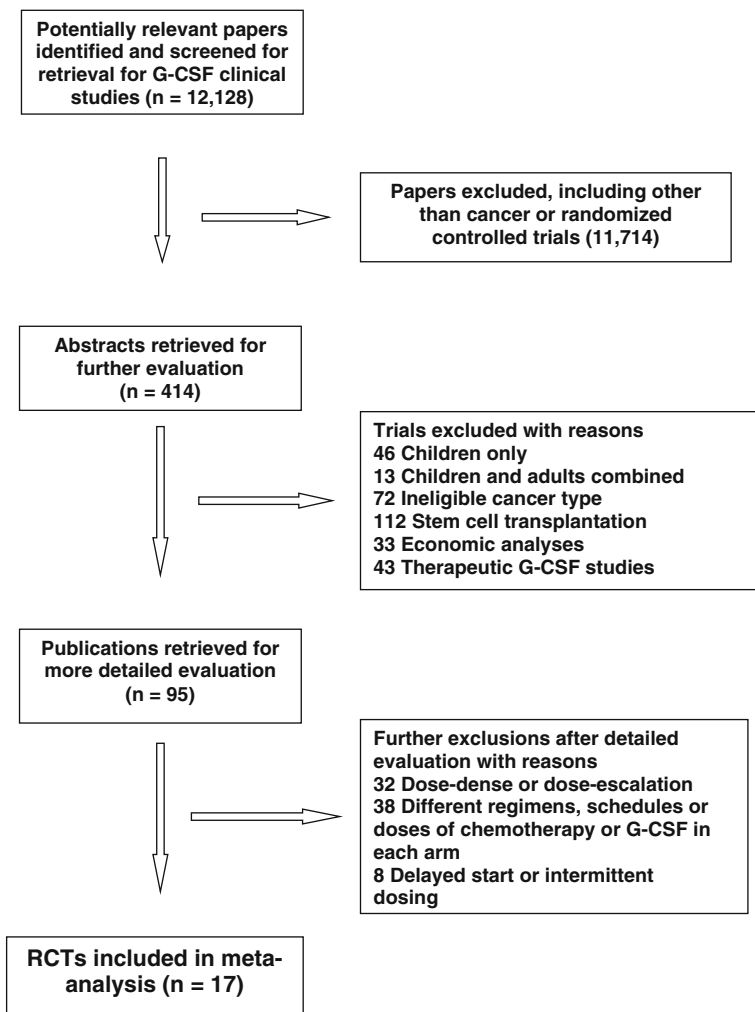 Potentially relevant papers
identified and screened for
retrieval for G-CSF clinical
studies (n = 12,128)
Papers excluded, including other
than cancer or randomized
controlled trials (11,714)
Abstracts retrieved for
further evaluation
(n = 414)
Trials excluded with reasons
46 Children only
13 Children and adults combined
72 Ineligible cancer type
112 Stem cell transplantation
33 Economic analyses
43 Therapeutic G-CSF studies
Publications retrieved for
more detailed evaluation
(n = 95)
Further exclusions after detailed
evaluation with reasons
32 Dose-dense or dose-escalation
38 Different regimens, schedules or
doses of chemotherapy or G-CSF in
each arm
8 Delayed start or intermittent
dosing
RCTs included in meta-
analysis (n = 17)